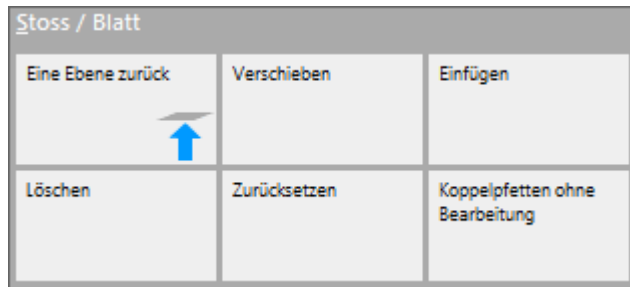 Stoss / Blatt
Eine Ebene zurück
Verschieben
Einfügen
Löschen
Zurücksetzen
Koppelpfetten ohne
Bearbeitung